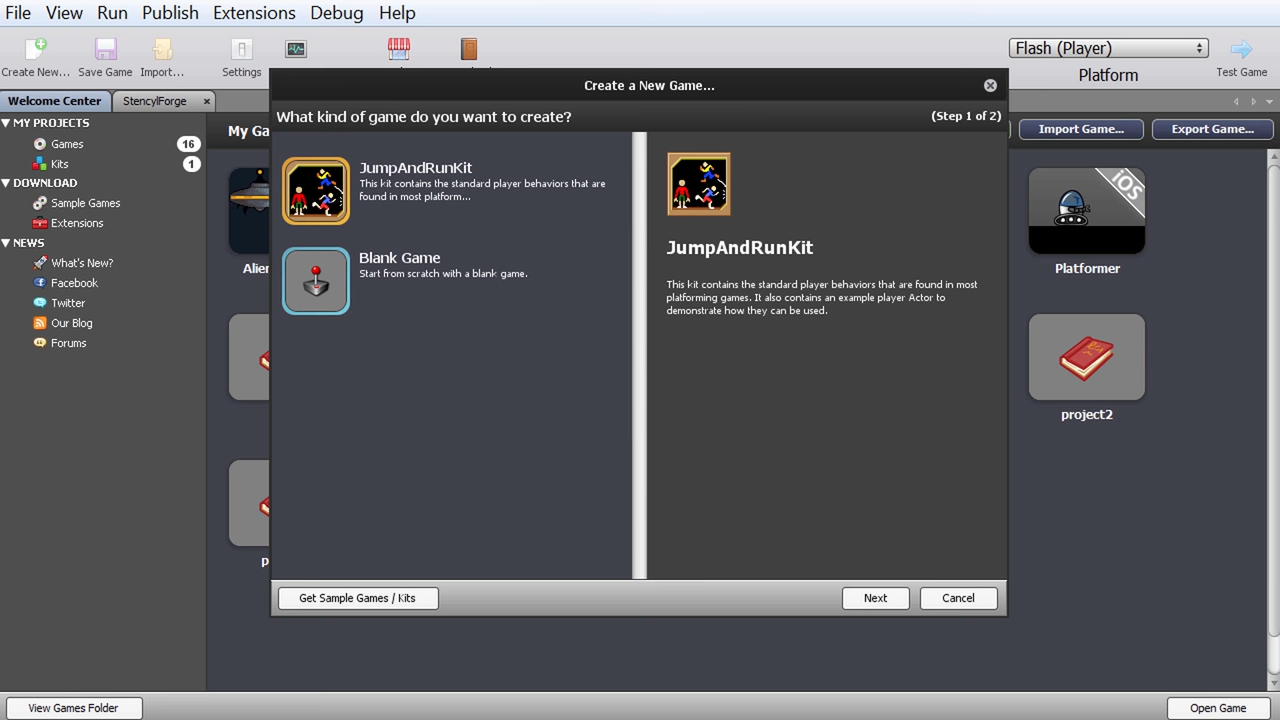 File View Run Publish Extensions Debug Help
Create New... Save Game Import... Settings
Flash (Player)
Platform
Test Game
Welcome Center StencylForge
MY PROJECTS
Games 16
Kits 1
DOWNLOAD
Sample Games
Extensions
NEWS
What's New?
Facebook
Twitter
Our Blog
Forums
My Ga
Import Game... Export Game...
Alien
iOS
Platformer
project2
p
Create a New Game...
What kind of game do you want to create? (Step 1 of 2)
JumpAndRunKit
This kit contains the standard player behaviors that are
found in most platform...
Blank Game
Start from scratch with a blank game.
JumpAndRunKit
This kit contains the standard player behaviors that are found in most
platforming games. It also contains an example player Actor to
demonstrate how they can be used.
Get Sample Games / Kits Next Cancel
View Games Folder Open Game